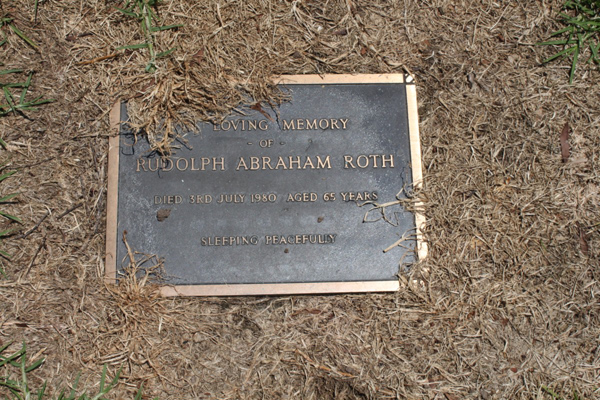 LOVING MEMORY
- OF -
RUDOLPH ABRAHAM ROTH
DIED 3RD JULY 1980 AGED 65 YEARS
SLEEPING PEACEFULLY